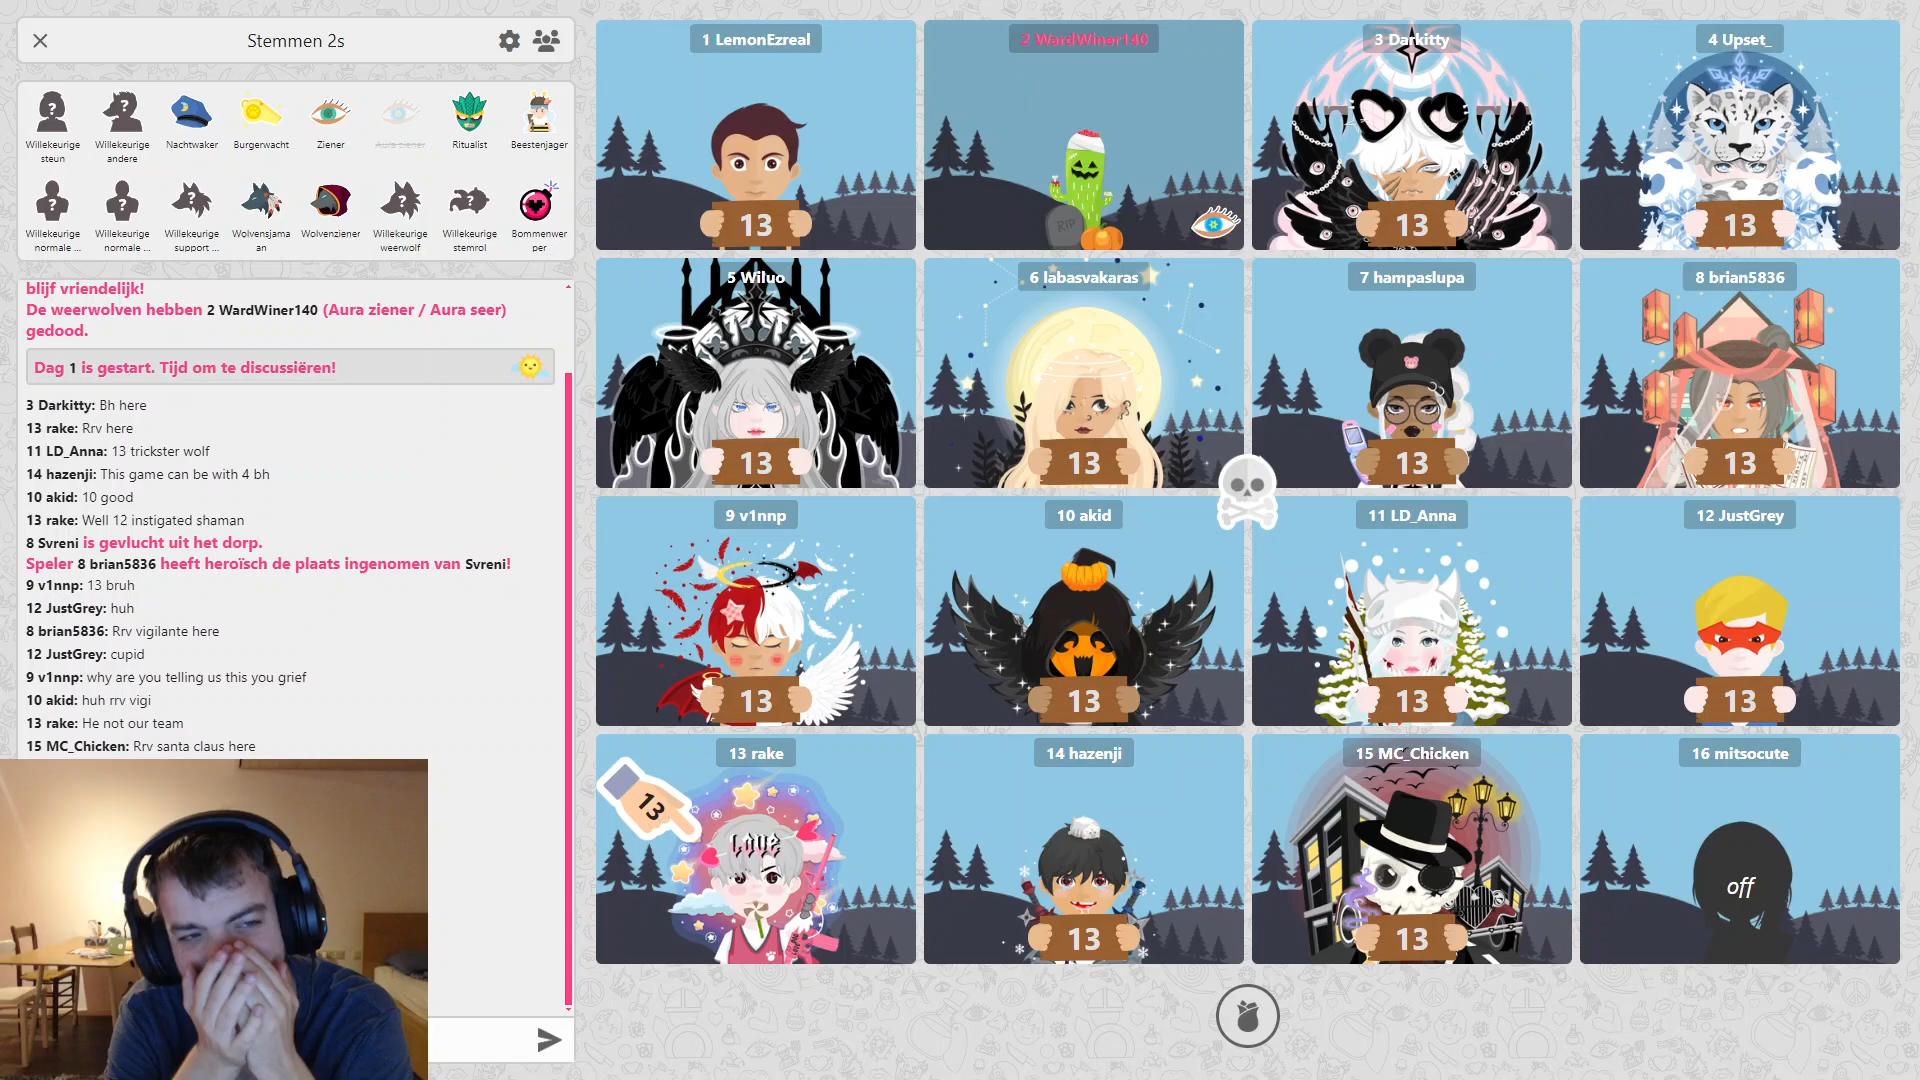 Stemmen 2s
Willekeurige steun
Willekeurige andere
Nachtwaker
Burgerwacht
Ziener
Aura ziener
Ritualist
Beestenjager
Willekeurige normale ...
Willekeurige normale ...
Willekeurige support ...
Wolvensjamaan
Wolvenziener
Willekeurige weerwolf
Willekeurige stemrol
Bommenwerper
blijf vriendelijk!
De weerwolven hebben 2 WardWiner140 (Aura ziener / Aura seer)
gedood.
Dag 1 is gestart. Tijd om te discussiëren!
3 Darkitty: Bh here
13 rake: Rrv here
11 LD_Anna: 13 trickster wolf
14 hazenji: This game can be with 4 bh
10 akid: 10 good
13 rake: Well 12 instigated shaman
8 Svreni is gevlucht uit het dorp.
Speler 8 brian5836 heeft heroïsch de plaats ingenomen van Svreni!
9 v1nnp: 13 bruh
12 JustGrey: huh
8 brian5836: Rrv vigilante here
12 JustGrey: cupid
9 v1nnp: why are you telling us this you grief
10 akid: huh rrv vigi
13 rake: He not our team
15 MC_Chicken: Rrv santa claus here
1 LemonEzreal
13
2 WardWiner140
RIP
3 Darkitty
13
4 Upset_
13
5 Wiluo
13
6 labasvakaras
13
7 hampaslupa
13
8 brian5836
13
9 v1nnp
13
10 akid
13
11 LD_Anna
13
12 JustGrey
13
13 rake
13
LOVE
14 hazenji
13
15 MC_Chicken
13
16 mitsocute
off